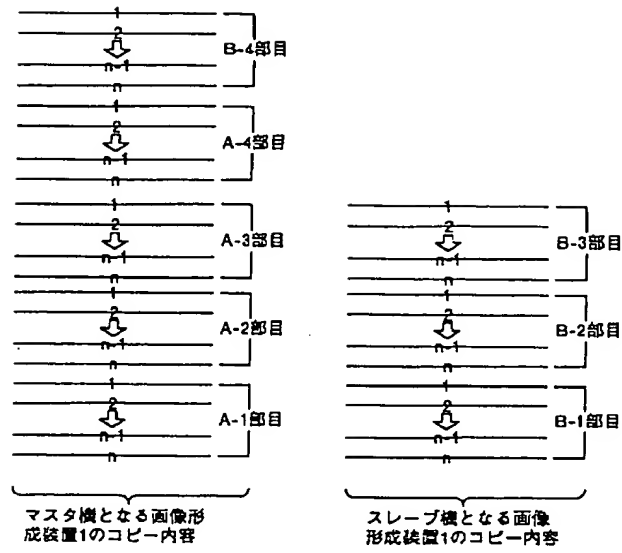 1
2
n-1
n
B-4部目
1
2
n-1
n
A-4部目
1
2
n-1
n
A-3部目
1
2
n-1
n
A-2部目
1
2
n-1
n
A-1部目
マスタ機となる画像形
成装置1のコピー内容
1
2
n-1
n
B-3部目
1
2
n-1
n
B-2部目
1
2
n-1
n
B-1部目
スレーブ機となる画像
形成装置1のコピー内容